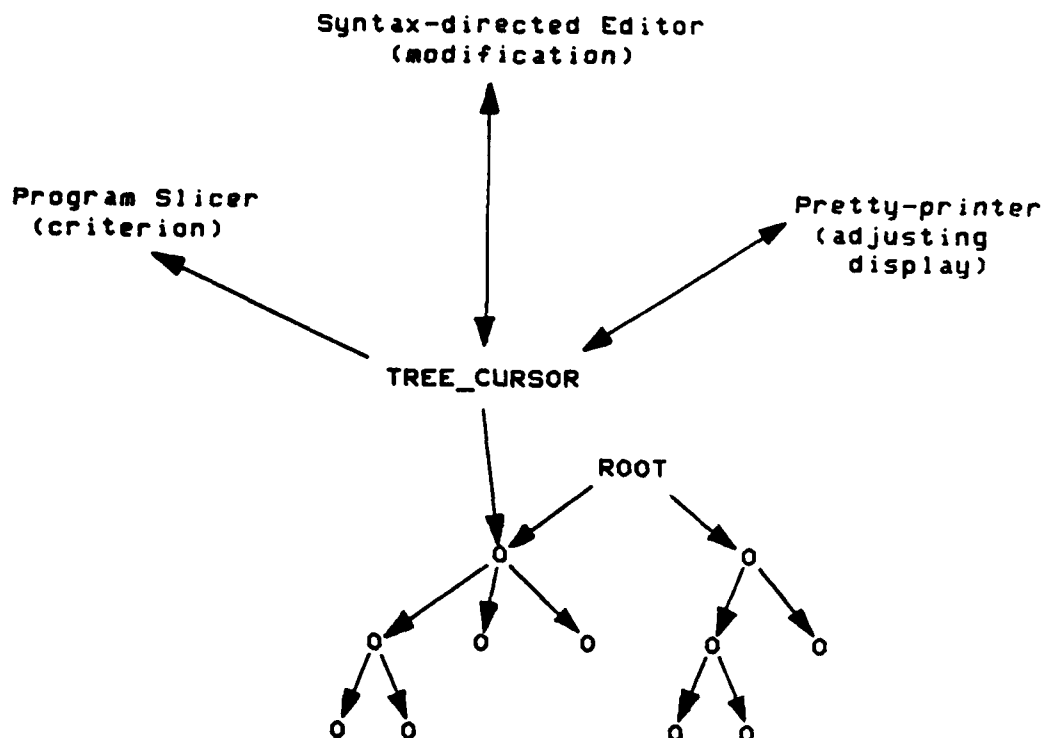 Syntax-directed Editor
(modification)
Program Slicer
(criterion)
Pretty-printer
(adjusting
display)
TREE_CURSOR
ROOT
O O
O O O O O
O O O O